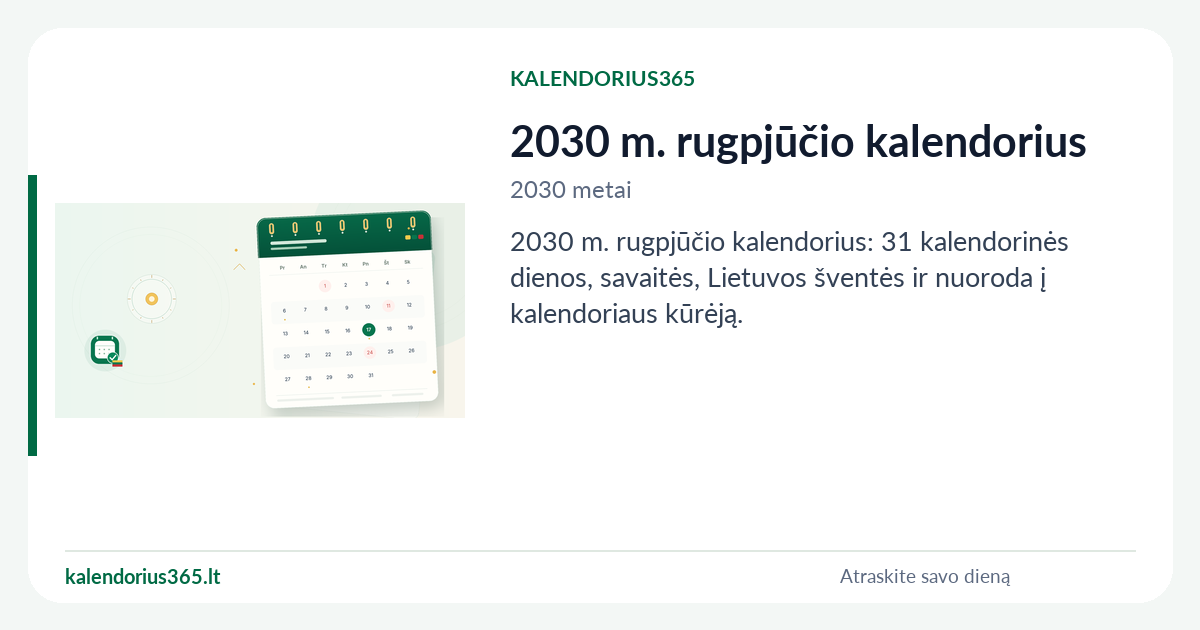 KALENDORIUS365
2030 m. rugpjūčio kalendorius
2030 metai
2030 m. rugpjūčio kalendorius: 31 kalendorinės
dienos, savaitės, Lietuvos šventės ir nuoroda į
kalendoriaus kūrėją.
Pr An Tr Kt Pn Št Sk
1 2 3 4 5
6 7 8 9 10 11 12
13 14 15 16 17 18 19
20 21 22 23 24 25 26
27 28 29 30 31
kalendorius365.lt
Atraskite savo dieną